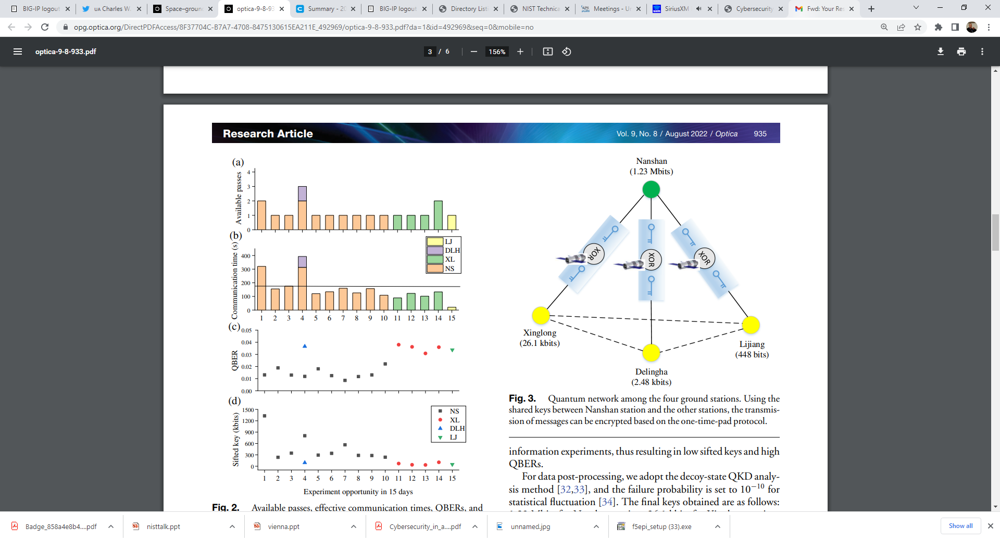 BIG-IP logout
UA Charles W.
Space–groun
optica-9-8-93
Summary - 20
BIG-IP logout
Directory List
NIST Technica
APS
Meetings - U
SiriusXM
Cybersecurity
Fwd: Your Res
opg.optica.org/DirectPDFAccess/8F37704C-B7A7-4708-8475130615EA211E_492969/optica-9-8-933.pdf?da=1&id=492969&seq=0&mobile=no
optica-9-8-933.pdf
3 / 6
156%
Research Article
Vol. 9, No. 8 / August 2022 / Optica 935
(a)
Available passes
4
3
2
1
0
(b)
Communication time (s)
400
300
200
100
0
LJ
DLH
XL
NS
1 2 3 4 5 6 7 8 9 10 11 12 13 14 15
(c)
QBER
0.05
0.04
0.03
0.02
0.01
0.00
(d)
Sifted key (kbits)
1500
1200
900
600
300
0
NS
XL
DLH
LJ
1 2 3 4 5 6 7 8 9 10 11 12 13 14 15
Experiment opportunity in 15 days
Fig. 2. Available passes, effective communication times, QBERs, and
Nanshan
(1.23 Mbits)
XOR
XOR
XOR
Xinglong
(26.1 kbits)
Lijiang
(448 bits)
Delingha
(2.48 kbits)
Fig. 3. Quantum network among the four ground stations. Using the
shared keys between Nanshan station and the other stations, the transmis-
sion of messages can be encrypted based on the one-time-pad protocol.
information experiments, thus resulting in low sifted keys and high
QBERs.
For data post-processing, we adopt the decoy-state QKD analy-
sis method [32,33], and the failure probability is set to 10−10 for
statistical fluctuation [34]. The final keys obtained are as follows:
Badge_858a4e8b4....pdf
nisttalk.ppt
vienna.ppt
Cybersecurity_in_a....pdf
unnamed.jpg
f5epi_setup (33).exe
Show all